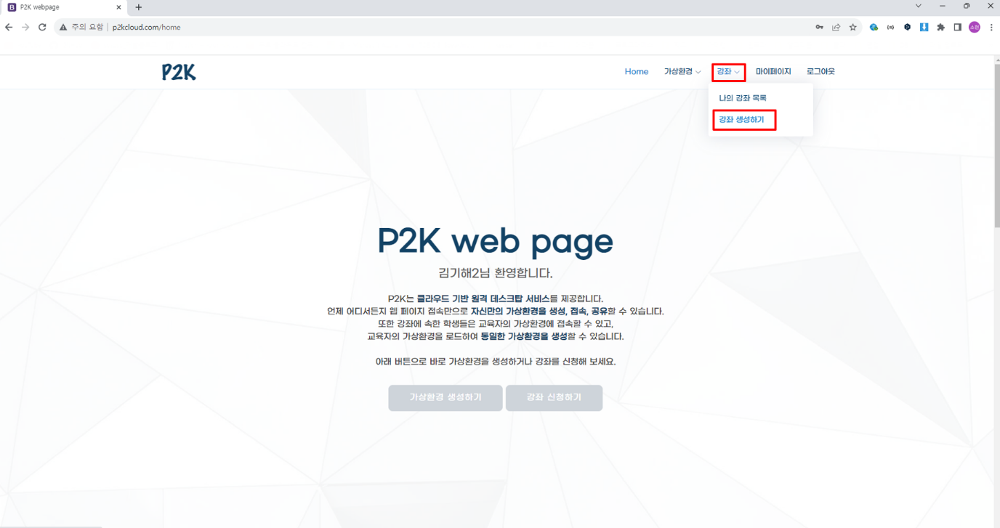 P2K webpage
주의 요함 | p2kcloud.com/home
P2K
Home 가상환경 강좌 마이페이지 로그아웃
나의 강좌 목록
강좌 생성하기
P2K web page
김기해2님 환영합니다.
P2K는 클라우드 기반 원격 데스크탑 서비스를 제공합니다.
언제 어디서든지 웹 페이지 접속만으로 자신만의 가상환경을 생성, 접속, 공유할 수 있습니다.
또한 강좌에 속한 학생들은 교육자의 가상환경에 접속할 수 있고,
교육자의 가상환경을 로드하여 동일한 가상환경을 생성할 수 있습니다.
아래 버튼으로 바로 가상환경을 생성하거나 강좌를 신청해 보세요.
가상환경 생성하기 강좌 신청하기